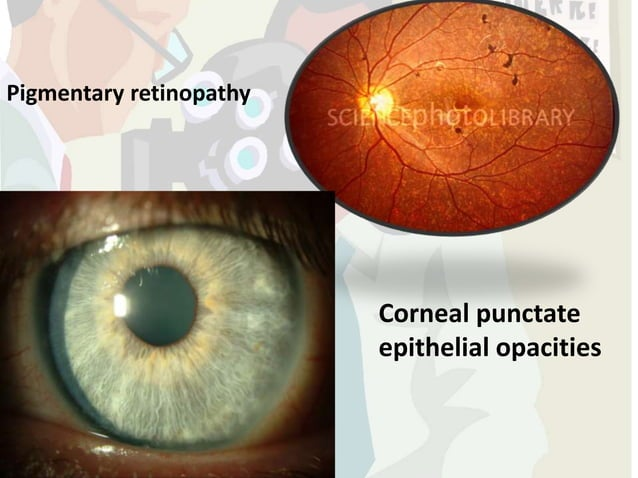 Pigmentary retinopathy
SCIENCEphotoLIBRARY
Corneal punctate
epithelial opacities